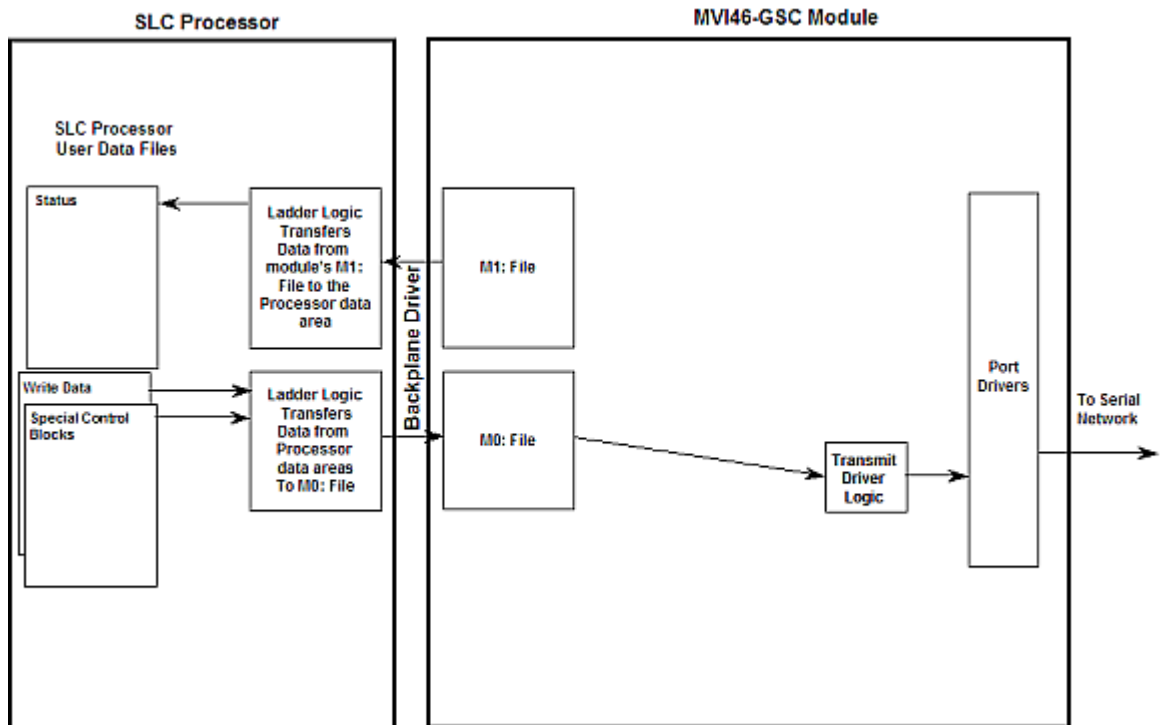 SLC Processor
MVI46-GSC Module
SLC Processor
User Data Files
Status
Ladder Logic
Transfers
Data from
module's M1:
File to the
Processor data
area
Backplane Driver
M1: File
Write Data
Special Control
Blocks
Ladder Logic
Transfers
Data from
Processor
data areas
To M0: File
M0: File
Transmit
Driver
Logic
Port
Drivers
To Serial
Network